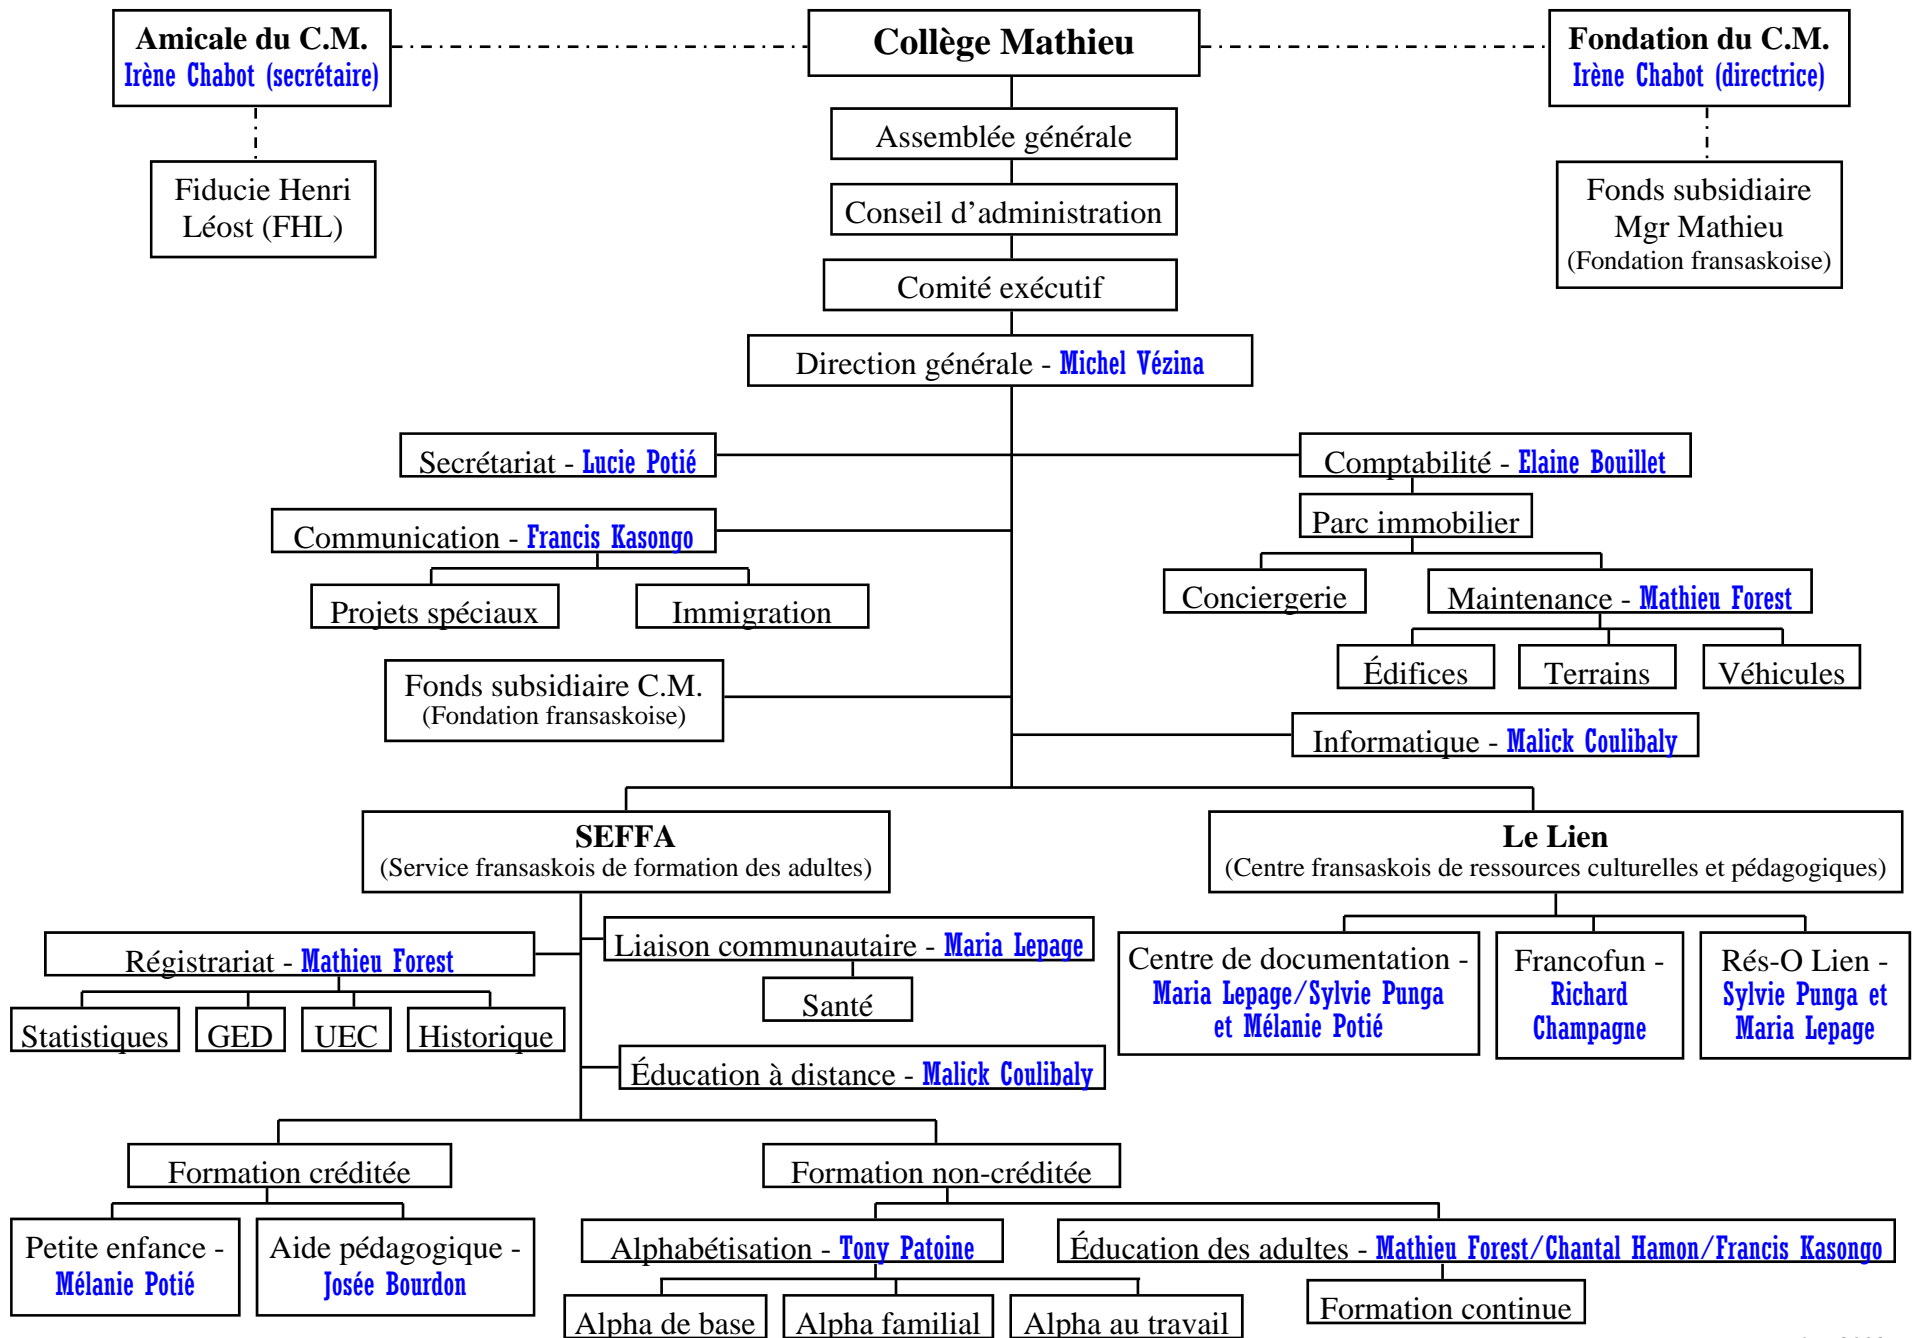 Amicale du C.M.
Irène Chabot (secrétaire)
Collège Mathieu
Fondation du C.M.
Irène Chabot (directrice)
Assemblée générale
Fiducie Henri
Léost (FHL)
Fonds subsidiaire
Mgr Mathieu
(Fondation fransaskoise)
Conseil d’administration
Comité exécutif
Direction générale - Michel Vézina
Secrétariat - Lucie Potié
Comptabilité - Elaine Bouillet
Parc immobilier
Communication - Francis Kasongo
Projets spéciaux
Immigration
Conciergerie
Maintenance - Mathieu Forest
Édifices
Terrains
Véhicules
Fonds subsidiaire C.M.
(Fondation fransaskoise)
Informatique - Malick Coulibaly
SEFFA
(Service fransaskois de formation des adultes)
Le Lien
(Centre fransaskois de ressources culturelles et pédagogiques)
Régistrariat - Mathieu Forest
Liaison communautaire - Maria Lepage
Santé
Statistiques
GED
UEC
Historique
Éducation à distance - Malick Coulibaly
Centre de documentation -
Maria Lepage/Sylvie Punga
et Mélanie Potié
Francofun -
Richard
Champagne
Rés-O Lien -
Sylvie Punga et
Maria Lepage
Formation créditée
Formation non-créditée
Petite enfance -
Mélanie Potié
Aide pédagogique -
Josée Bourdon
Alphabétisation - Tony Patoine
Éducation des adultes - Mathieu Forest/Chantal Hamon/Francis Kasongo
Alpha de base
Alpha familial
Alpha au travail
Formation continue